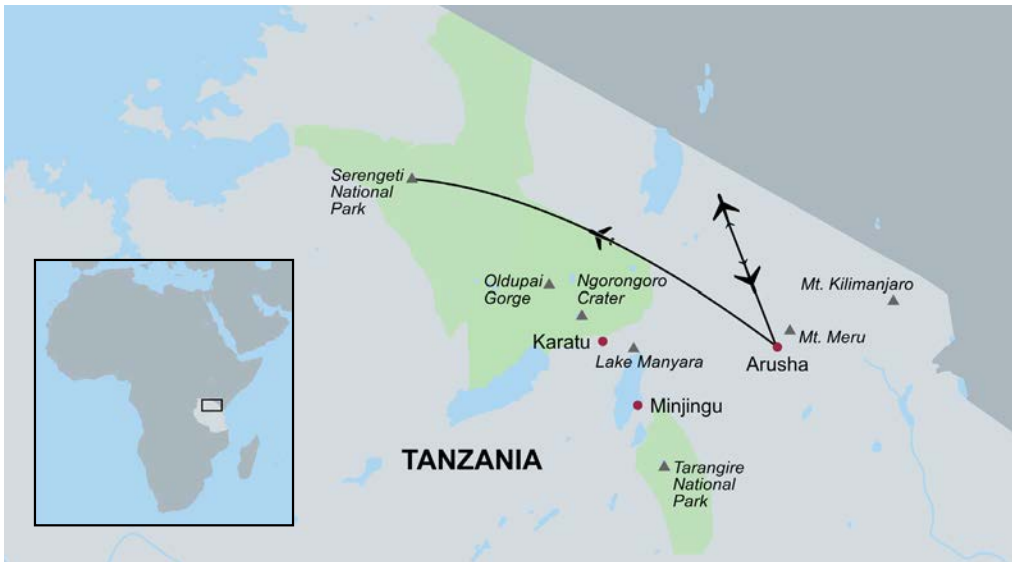 Serengeti
National
Park
Oldupai
Gorge
Ngorongoro
Crater
Mt. Kilimanjaro
Mt. Meru
Karatu
Lake Manyara
Arusha
Minjingu
TANZANIA
Tarangire
National
Park